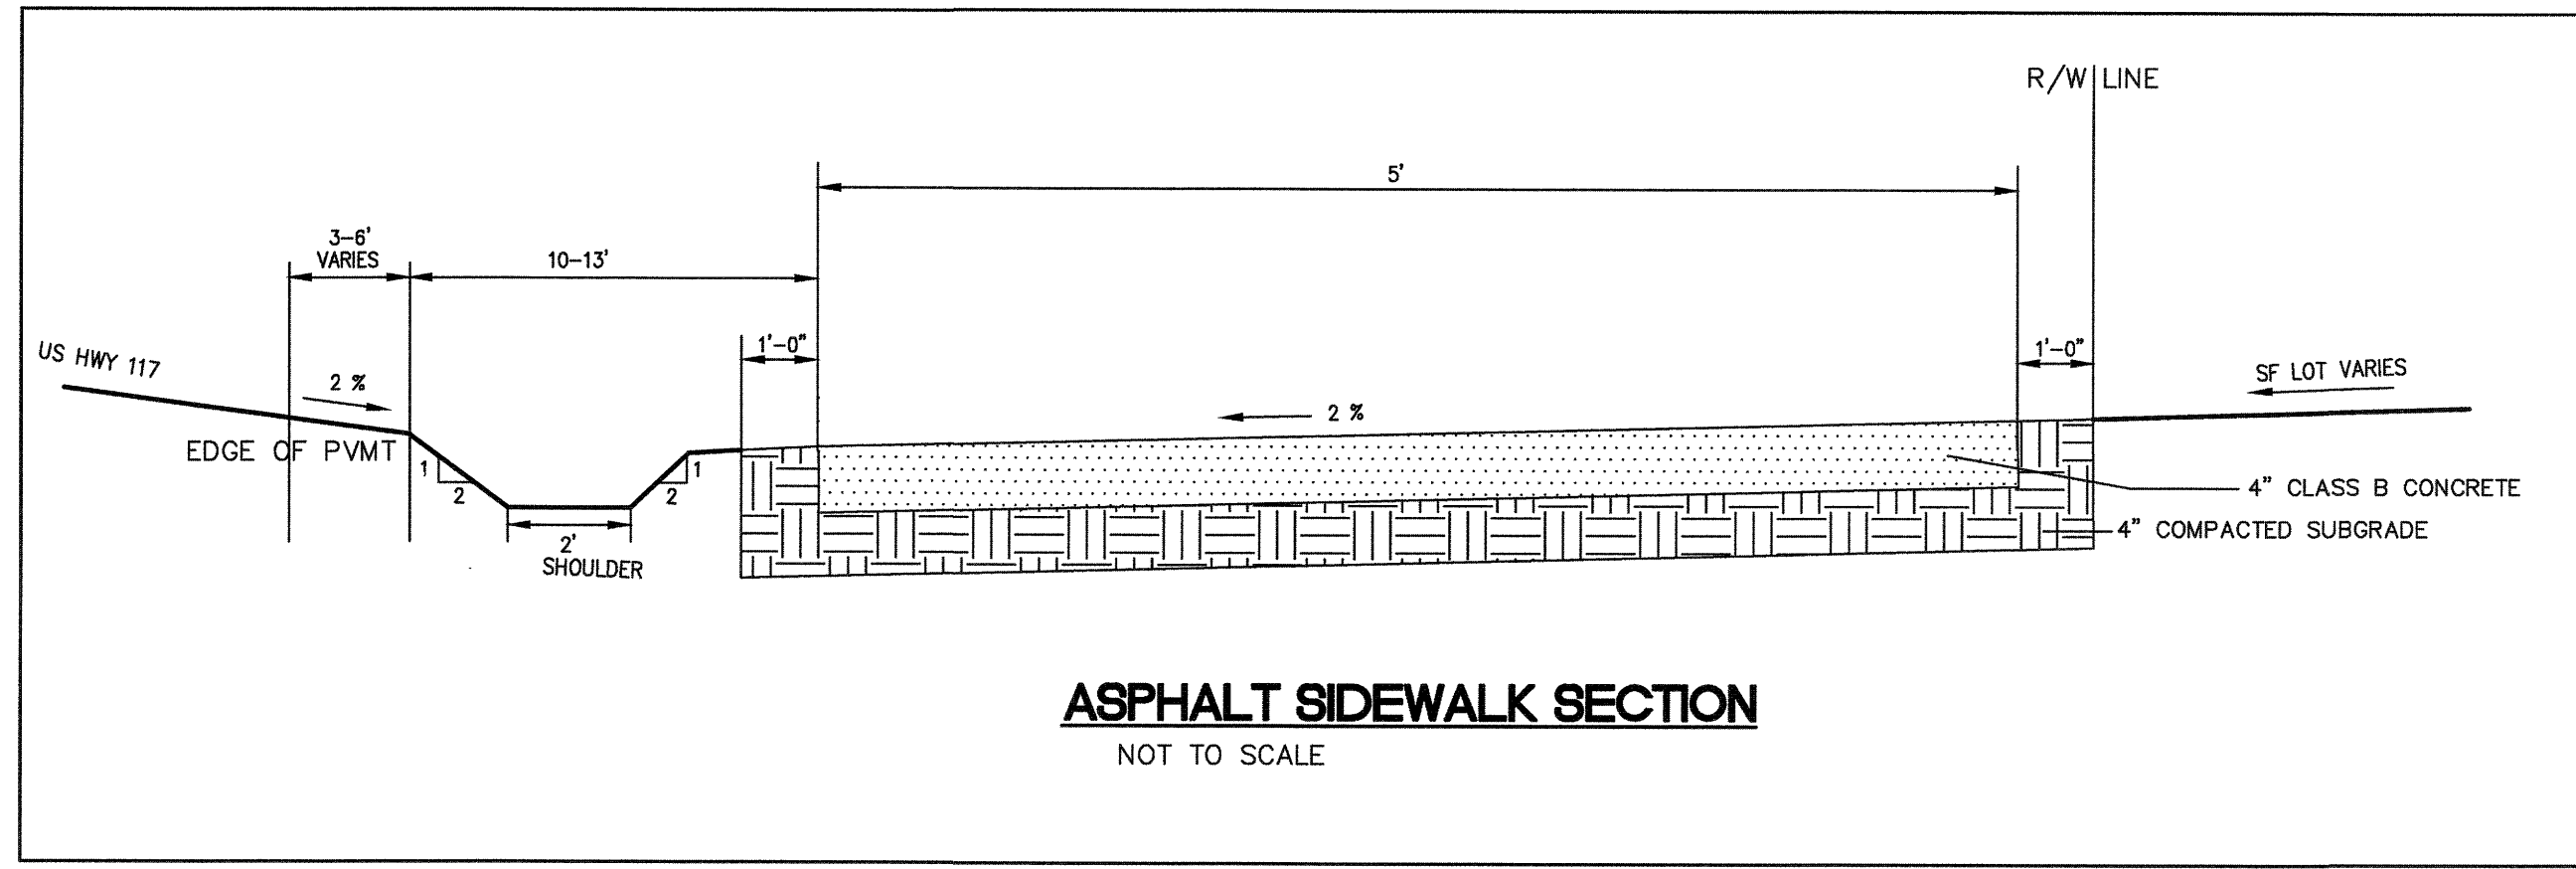 R/W LINE
5'
3-6'
VARIES
10-13'
1'-0"
1'-0"
US HWY 117
2 %
SF LOT VARIES
2 %
EDGE OF PVMT
1
2
1
2
2'
SHOULDER
4" CLASS B CONCRETE
4" COMPACTED SUBGRADE
ASPHALT SIDEWALK SECTION
NOT TO SCALE